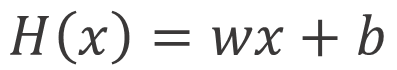 H(x) = wx + b